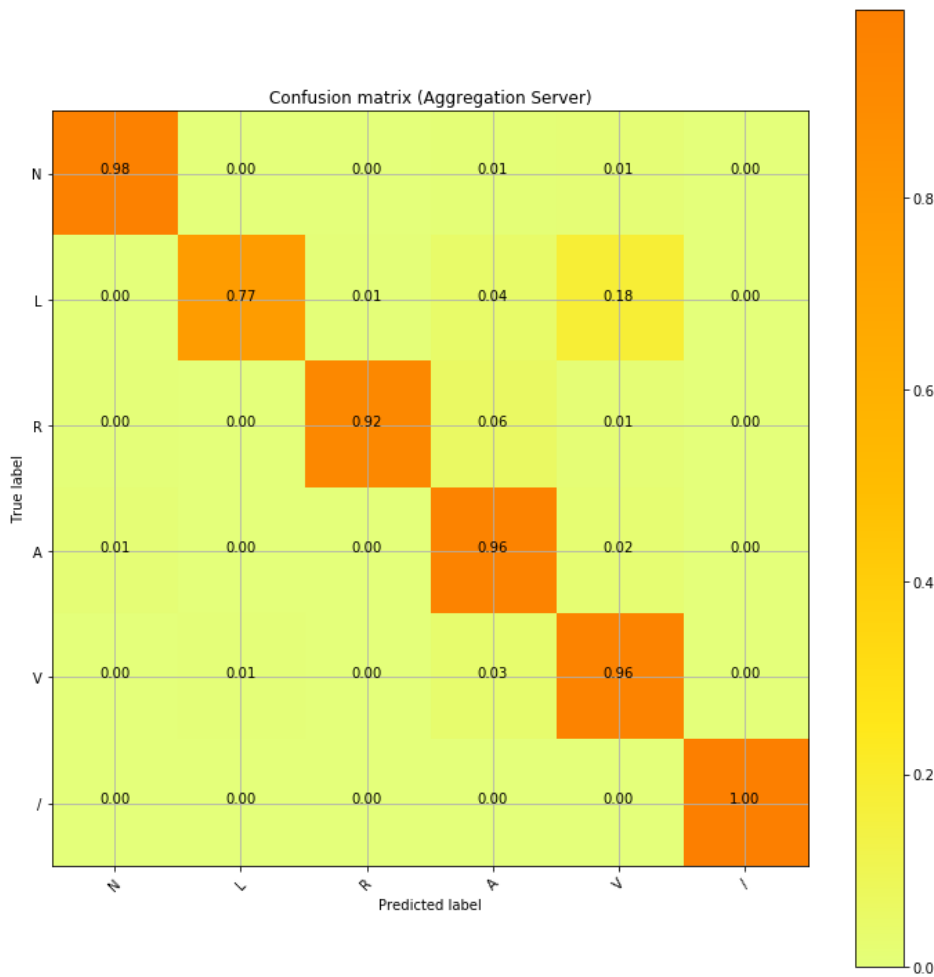 Confusion matrix (Aggregation Server)
N 0.98 0.00 0.00 0.01 0.01 0.00
L 0.00 0.77 0.01 0.04 0.18 0.00
R 0.00 0.00 0.92 0.06 0.01 0.00
A 0.01 0.00 0.00 0.96 0.02 0.00
V 0.00 0.01 0.00 0.03 0.96 0.00
/ 0.00 0.00 0.00 0.00 0.00 1.00
N L R A V /
Predicted label
True label
0.8
0.6
0.4
0.2
0.0